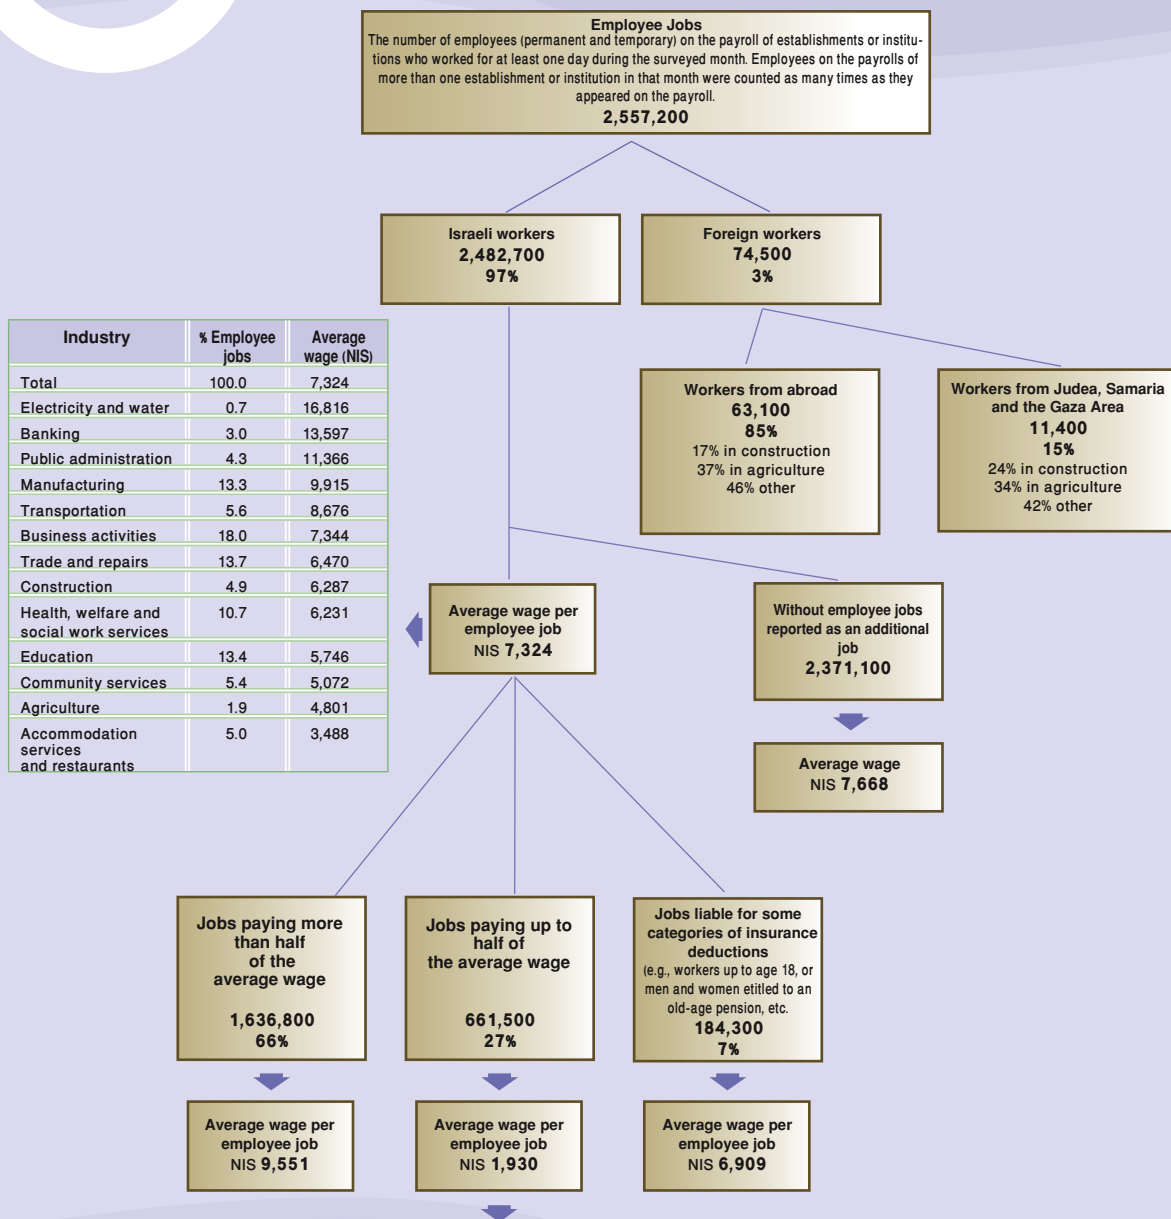 Employee Jobs
The number of employees (permanent and temporary) on the payroll of establishments or institu-
tions who worked for at least one day during the surveyed month. Employees on the payrolls of
more than one establishment or institution in that month were counted as many times as they
appeared on the payroll.
2,557,200
Israeli workers
2,482,700
97%
Foreign workers
74,500
3%
Workers from abroad
63,100
85%
17% in construction
37% in agriculture
46% other
Workers from Judea, Samaria
and the Gaza Area
11,400
15%
24% in construction
34% in agriculture
42% other
Industry % Employee Average
jobs wage (NIS)
Total 100.0 7,324
Electricity and water 0.7 16,816
Banking 3.0 13,597
Public administration 4.3 11,366
Manufacturing 13.3 9,915
Transportation 5.6 8,676
Business activities 18.0 7,344
Trade and repairs 13.7 6,470
Construction 4.9 6,287
Health, welfare and 10.7 6,231
social work services
Education 13.4 5,746
Community services 5.4 5,072
Agriculture 1.9 4,801
Accommodation 5.0 3,488
services
and restaurants
Average wage per
employee job
NIS 7,324
Without employee jobs
reported as an additional
job
2,371,100
Average wage
NIS 7,668
Jobs paying more
than half
of the
average wage
1,636,800
66%
Jobs paying up to
half of
the average wage
661,500
27%
Jobs liable for some
categories of insurance
deductions
(e.g., workers up to age 18, or
men and women etitled to an
old-age pension, etc.
184,300
7%
Average wage per
employee job
NIS 9,551
Average wage per
employee job
NIS 1,930
Average wage per
employee job
NIS 6,909